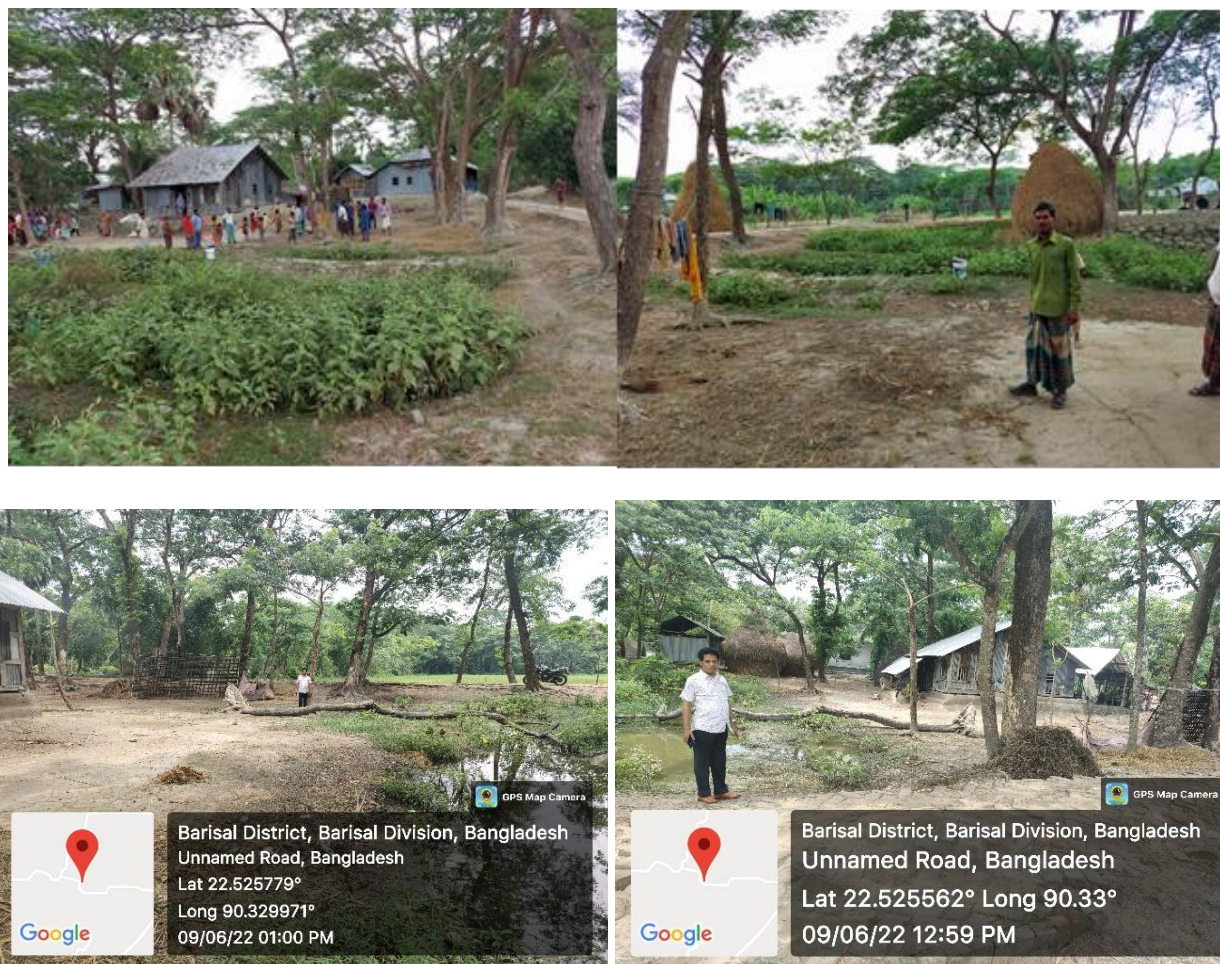 GPS Map Camera
Barisal District, Barisal Division, Bangladesh
Unnamed Road, Bangladesh
Lat 22.525779°
Long 90.329971°
09/06/22 01:00 PM
Google
GPS Map Camera
Barisal District, Barisal Division, Bangladesh
Unnamed Road, Bangladesh
Lat 22.525562° Long 90.33°
09/06/22 12:59 PM
Google